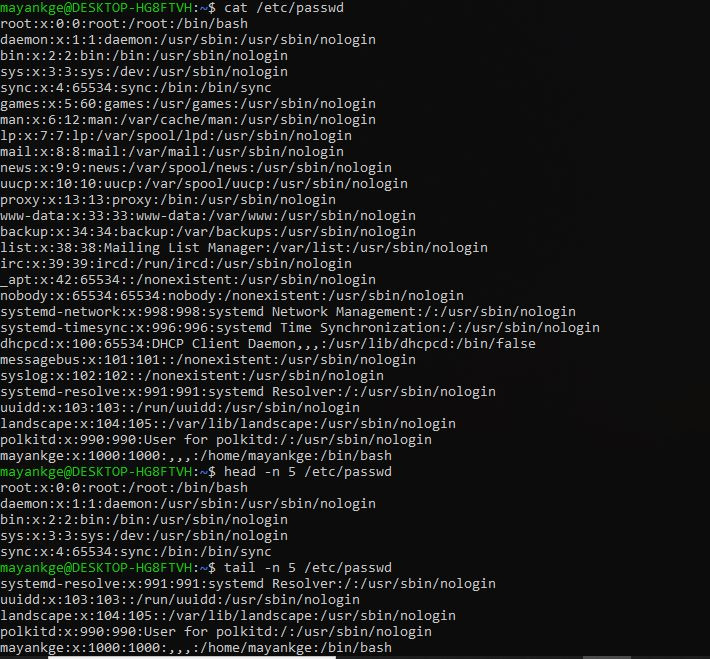 mayankge@DESKTOP-HG8FTVH:~$ cat /etc/passwd
root:x:0:0:root:/root:/bin/bash
daemon:x:1:1:daemon:/usr/sbin:/usr/sbin/nologin
bin:x:2:2:bin:/bin:/usr/sbin/nologin
sys:x:3:3:sys:/dev:/usr/sbin/nologin
sync:x:4:65534:sync:/bin:/bin/sync
games:x:5:60:games:/usr/games:/usr/sbin/nologin
man:x:6:12:man:/var/cache/man:/usr/sbin/nologin
lp:x:7:7:lp:/var/spool/lpd:/usr/sbin/nologin
mail:x:8:8:mail:/var/mail:/usr/sbin/nologin
news:x:9:9:news:/var/spool/news:/usr/sbin/nologin
uucp:x:10:10:uucp:/var/spool/uucp:/usr/sbin/nologin
proxy:x:13:13:proxy:/bin:/usr/sbin/nologin
www-data:x:33:33:www-data:/var/www:/usr/sbin/nologin
backup:x:34:34:backup:/var/backups:/usr/sbin/nologin
list:x:38:38:Mailing List Manager:/var/list:/usr/sbin/nologin
irc:x:39:39:ircd:/run/ircd:/usr/sbin/nologin
_apt:x:42:65534::/nonexistent:/usr/sbin/nologin
nobody:x:65534:65534:nobody:/nonexistent:/usr/sbin/nologin
systemd-network:x:998:998:systemd Network Management:/:/usr/sbin/nologin
systemd-timesync:x:996:996:systemd Time Synchronization:/:/usr/sbin/nologin
dhcpcd:x:100:65534:DHCP Client Daemon,,,:/usr/lib/dhcpcd:/bin/false
messagebus:x:101:101::/nonexistent:/usr/sbin/nologin
syslog:x:102:102::/nonexistent:/usr/sbin/nologin
systemd-resolve:x:991:991:systemd Resolver:/:/usr/sbin/nologin
uuidd:x:103:103::/run/uuidd:/usr/sbin/nologin
landscape:x:104:105::/var/lib/landscape:/usr/sbin/nologin
polkitd:x:990:990:User for polkitd:/:/usr/sbin/nologin
mayankge:x:1000:1000:,,,:/home/mayankge:/bin/bash
mayankge@DESKTOP-HG8FTVH:~$ head -n 5 /etc/passwd
root:x:0:0:root:/root:/bin/bash
daemon:x:1:1:daemon:/usr/sbin:/usr/sbin/nologin
bin:x:2:2:bin:/bin:/usr/sbin/nologin
sys:x:3:3:sys:/dev:/usr/sbin/nologin
sync:x:4:65534:sync:/bin:/bin/sync
mayankge@DESKTOP-HG8FTVH:~$ tail -n 5 /etc/passwd
systemd-resolve:x:991:991:systemd Resolver:/:/usr/sbin/nologin
uuidd:x:103:103::/run/uuidd:/usr/sbin/nologin
landscape:x:104:105::/var/lib/landscape:/usr/sbin/nologin
polkitd:x:990:990:User for polkitd:/:/usr/sbin/nologin
mayankge:x:1000:1000:,,,:/home/mayankge:/bin/bash